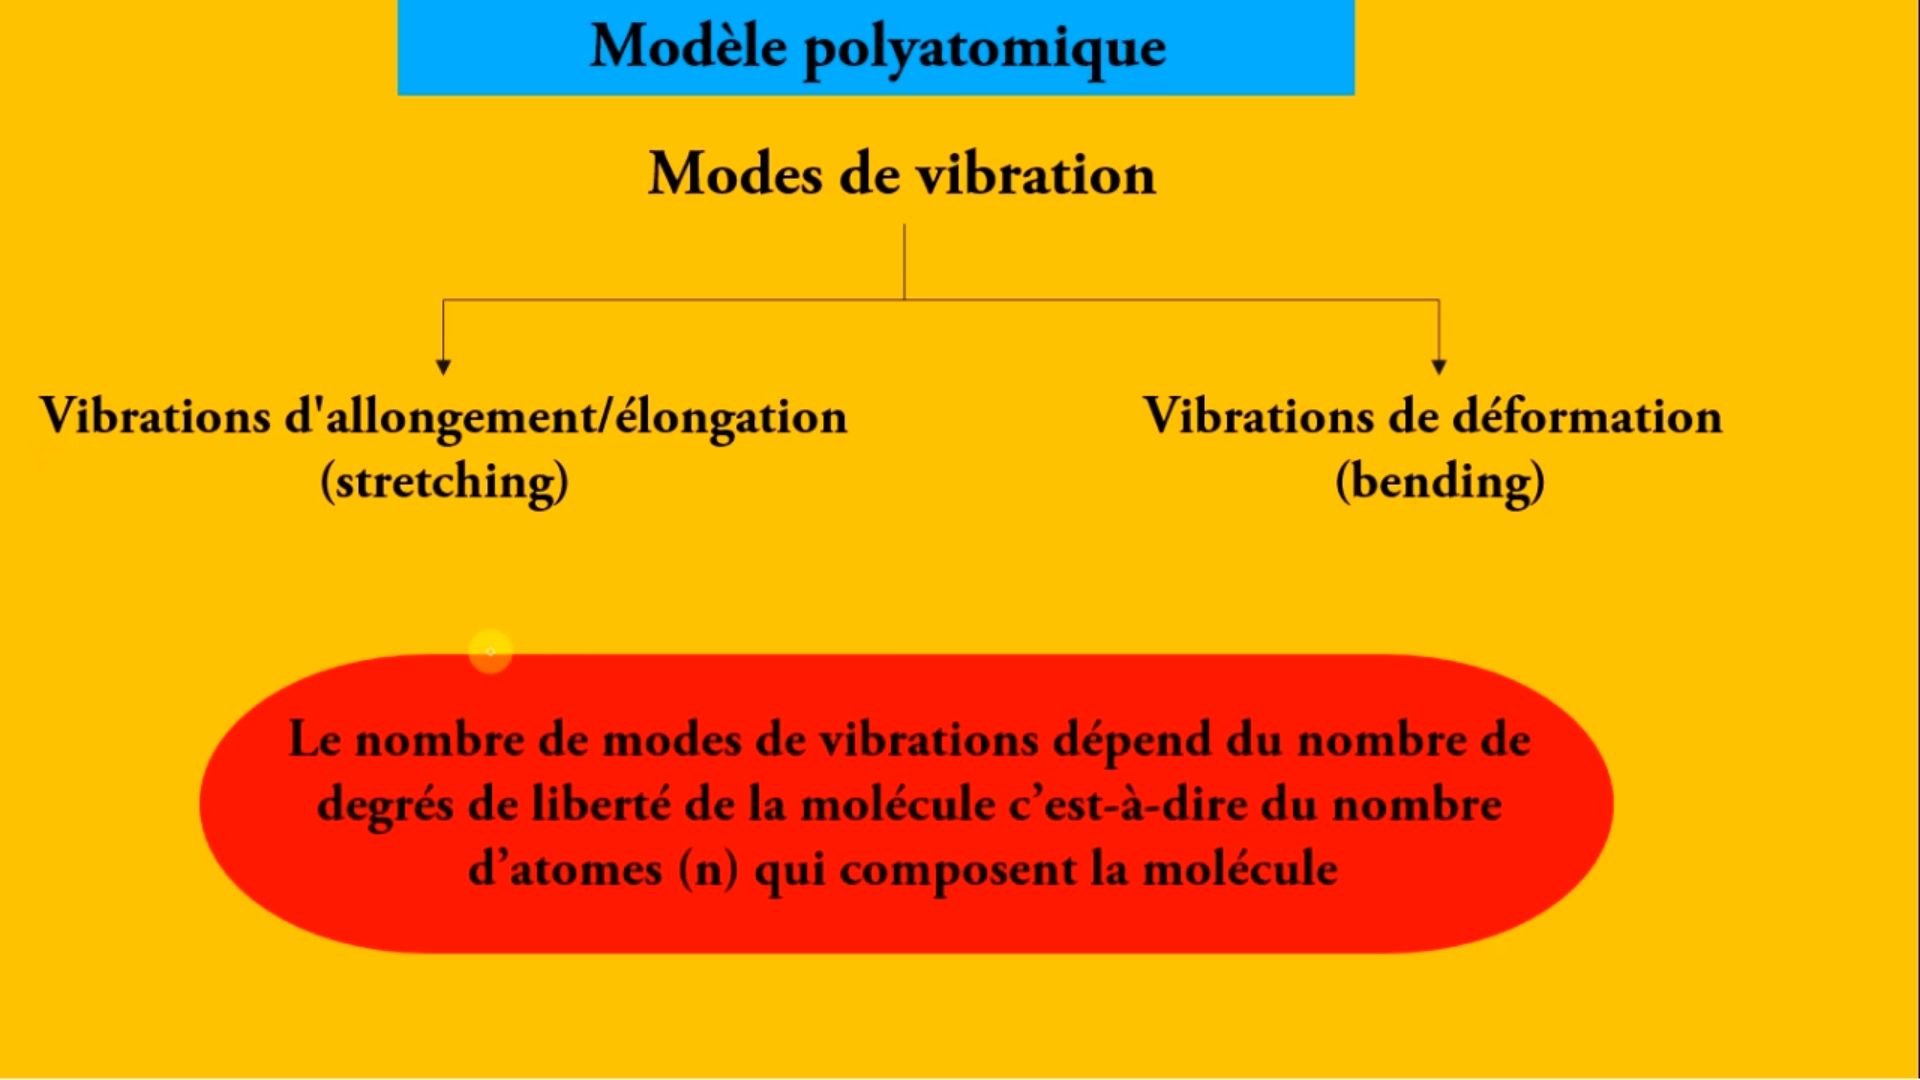 Modèle polyatomique
Modes de vibration
Vibrations d'allongement/élongation
(stretching)
Vibrations de déformation
(bending)
Le nombre de modes de vibrations dépend du nombre de
degrés de liberté de la molécule c’est-à-dire du nombre
d’atomes (n) qui composent la molécule